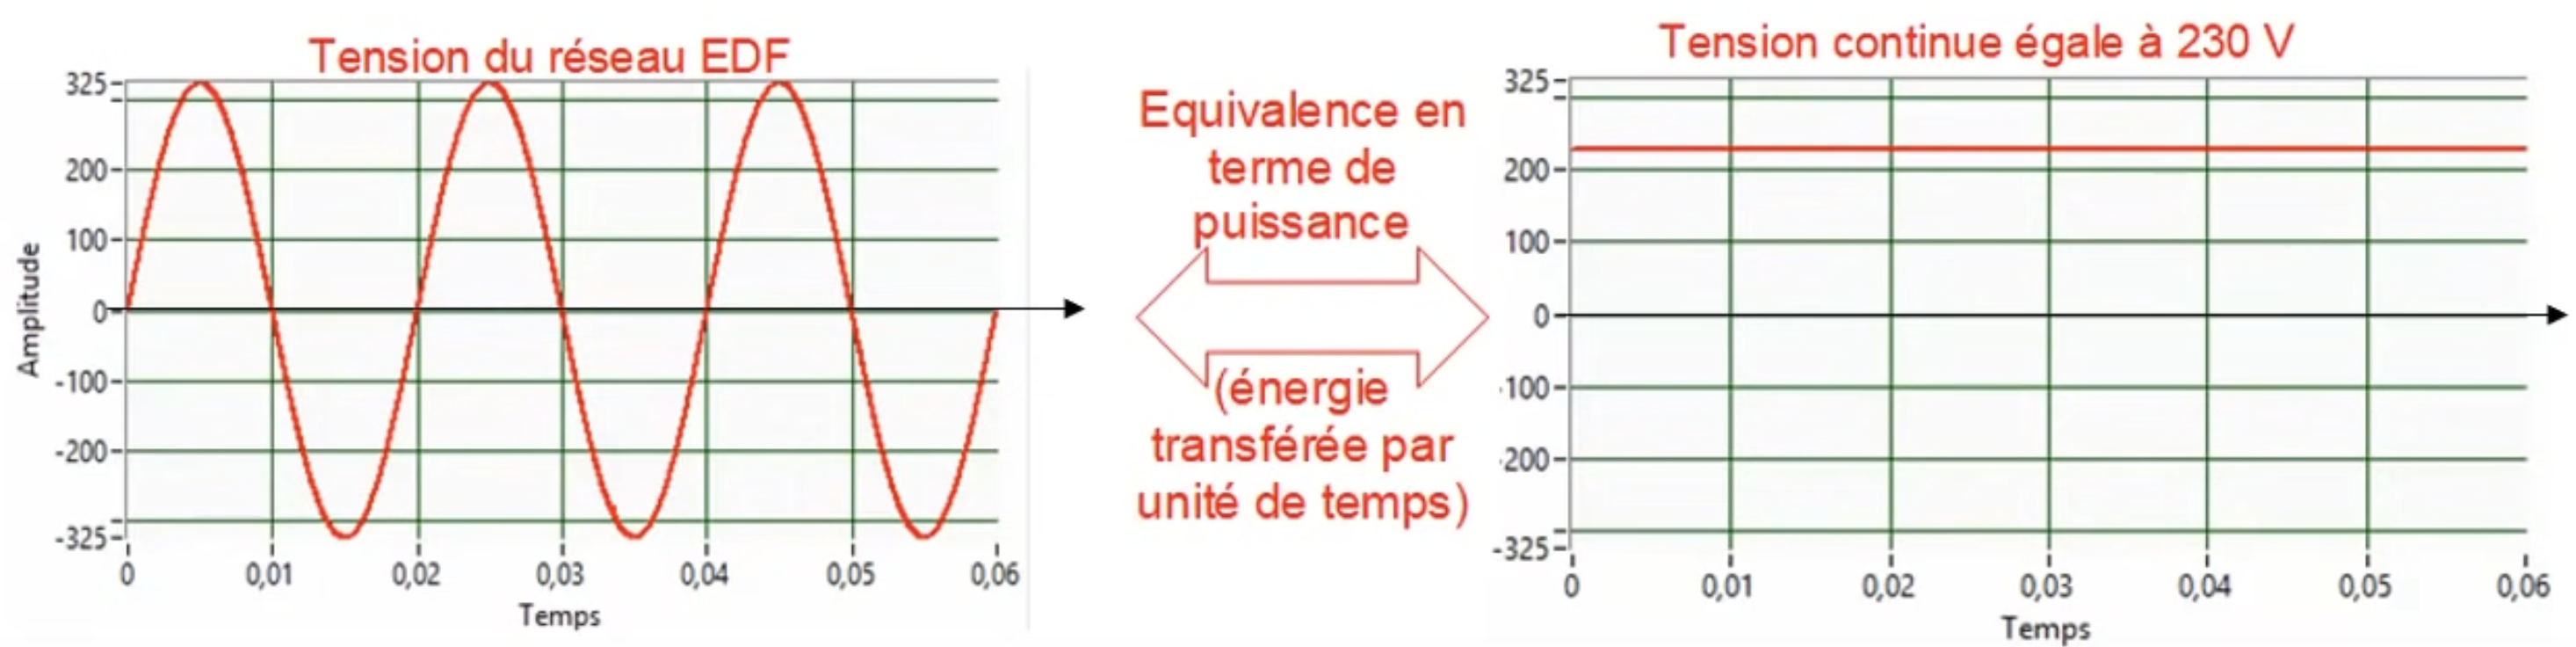 Tension du réseau EDF
325
200
100
0
-100
-200
-325
Amplitude
0 0,01 0,02 0,03 0,04 0,05 0,06
Temps
Equivalence en
terme de
puissance
(énergie
transférée par
unité de temps)
Tension continue égale à 230 V
325
200
100
0
-100
-200
-325
0 0,01 0,02 0,03 0,04 0,05 0,06
Temps